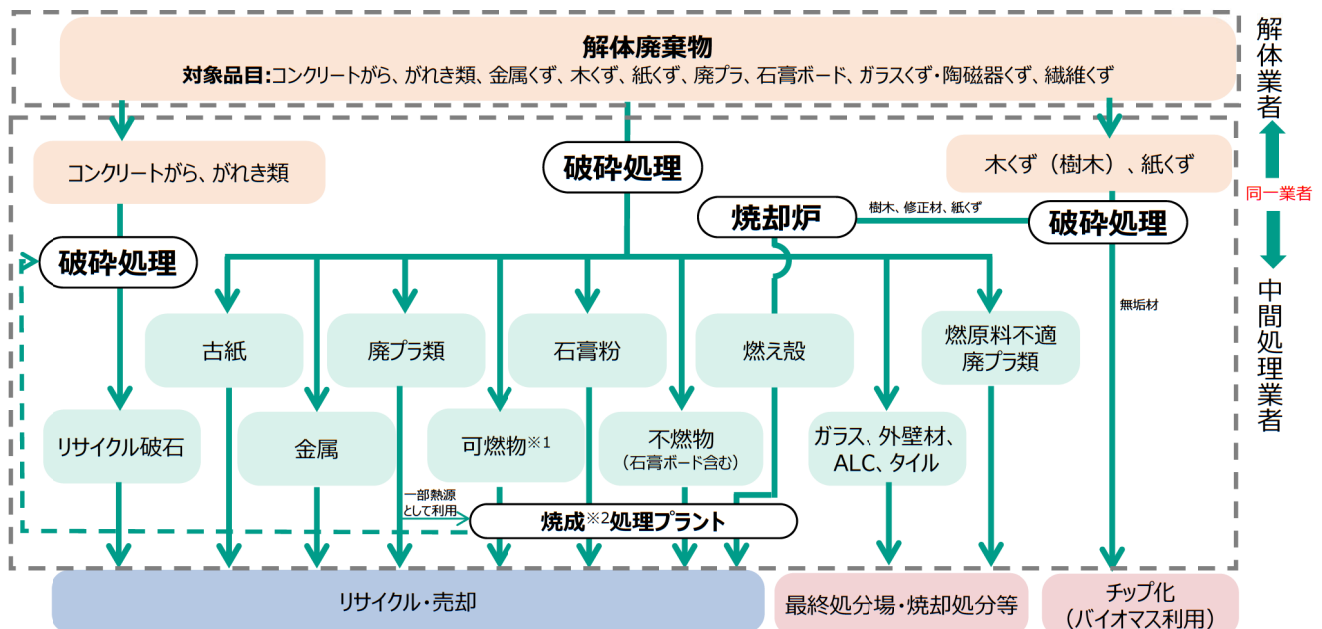 解体廃棄物
対象品目:コンクリートがら、がれき類、金属くず、木くず、紙くず、廃プラ、石膏ボード、ガラスくず・陶磁器くず、繊維くず
解体業者
同一業者
中間処理業者
コンクリートがら、がれき類
破砕処理
木くず（樹木）、紙くず
焼却炉
樹木、修正材、紙くず
破砕処理
破砕処理
無垢材
古紙
廃プラ類
石膏粉
燃え殻
燃原料不適
廃プラ類
リサイクル破石
金属
可燃物※1
不燃物
（石膏ボード含む）
ガラス、外壁材、
ALC、タイル
一部熱源
として利用
焼成※2処理プラント
リサイクル・売却
最終処分場・焼却処分等
チップ化
（バイオマス利用）